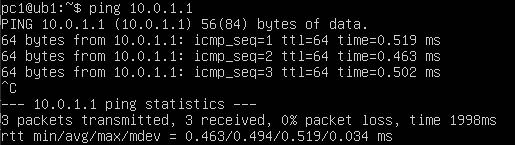 pc1@ub1:~$ ping 10.0.1.1
PING 10.0.1.1 (10.0.1.1) 56(84) bytes of data.
64 bytes from 10.0.1.1: icmp_seq=1 ttl=64 time=0.519 ms
64 bytes from 10.0.1.1: icmp_seq=2 ttl=64 time=0.463 ms
64 bytes from 10.0.1.1: icmp_seq=3 ttl=64 time=0.502 ms
^C
--- 10.0.1.1 ping statistics ---
3 packets transmitted, 3 received, 0% packet loss, time 1998ms
rtt min/avg/max/mdev = 0.463/0.494/0.519/0.034 ms